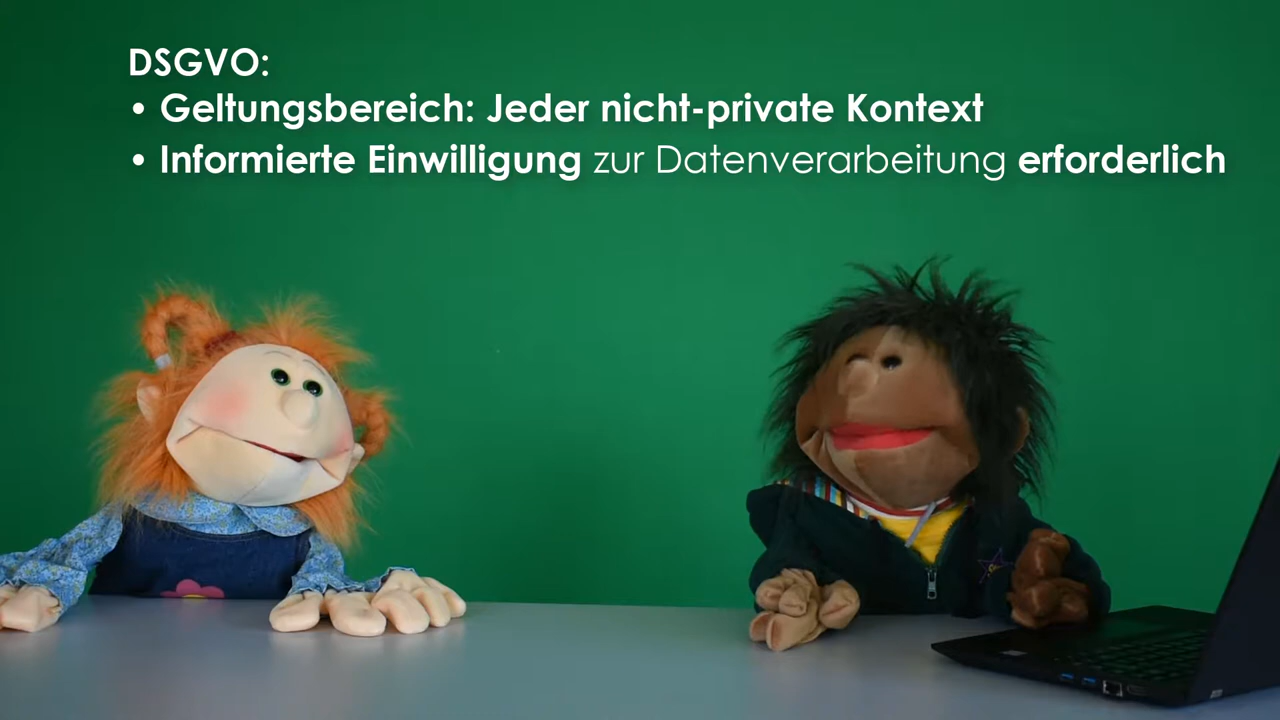 DSGVO:
• Geltungsbereich: Jeder nicht-private Kontext
• Informierte Einwilligung zur Datenverarbeitung erforderlich